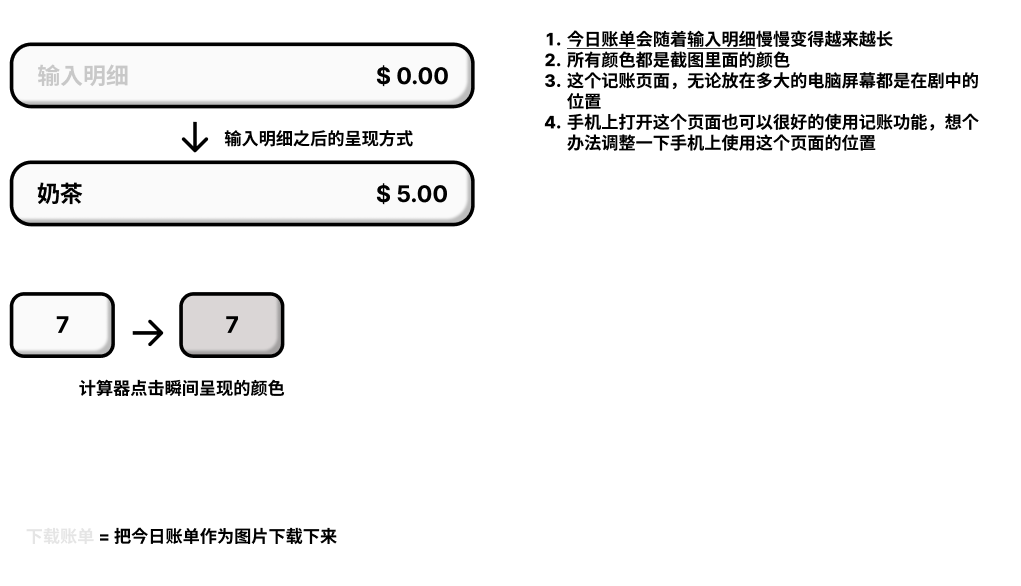 输入明细 $ 0.00
输入明细之后的呈现方式
奶茶 $ 5.00
7 7
计算器点击瞬间呈现的颜色
下载账单 = 把今日账单作为图片下载下来
1. 今日账单会随着输入明细慢慢变得越来越长
2. 所有颜色都是截图里面的颜色
3. 这个记账页面，无论放在多大的电脑屏幕都是在剧中的
位置
4. 手机上打开这个页面也可以很好的使用记账功能，想个
办法调整一下手机上使用这个页面的位置